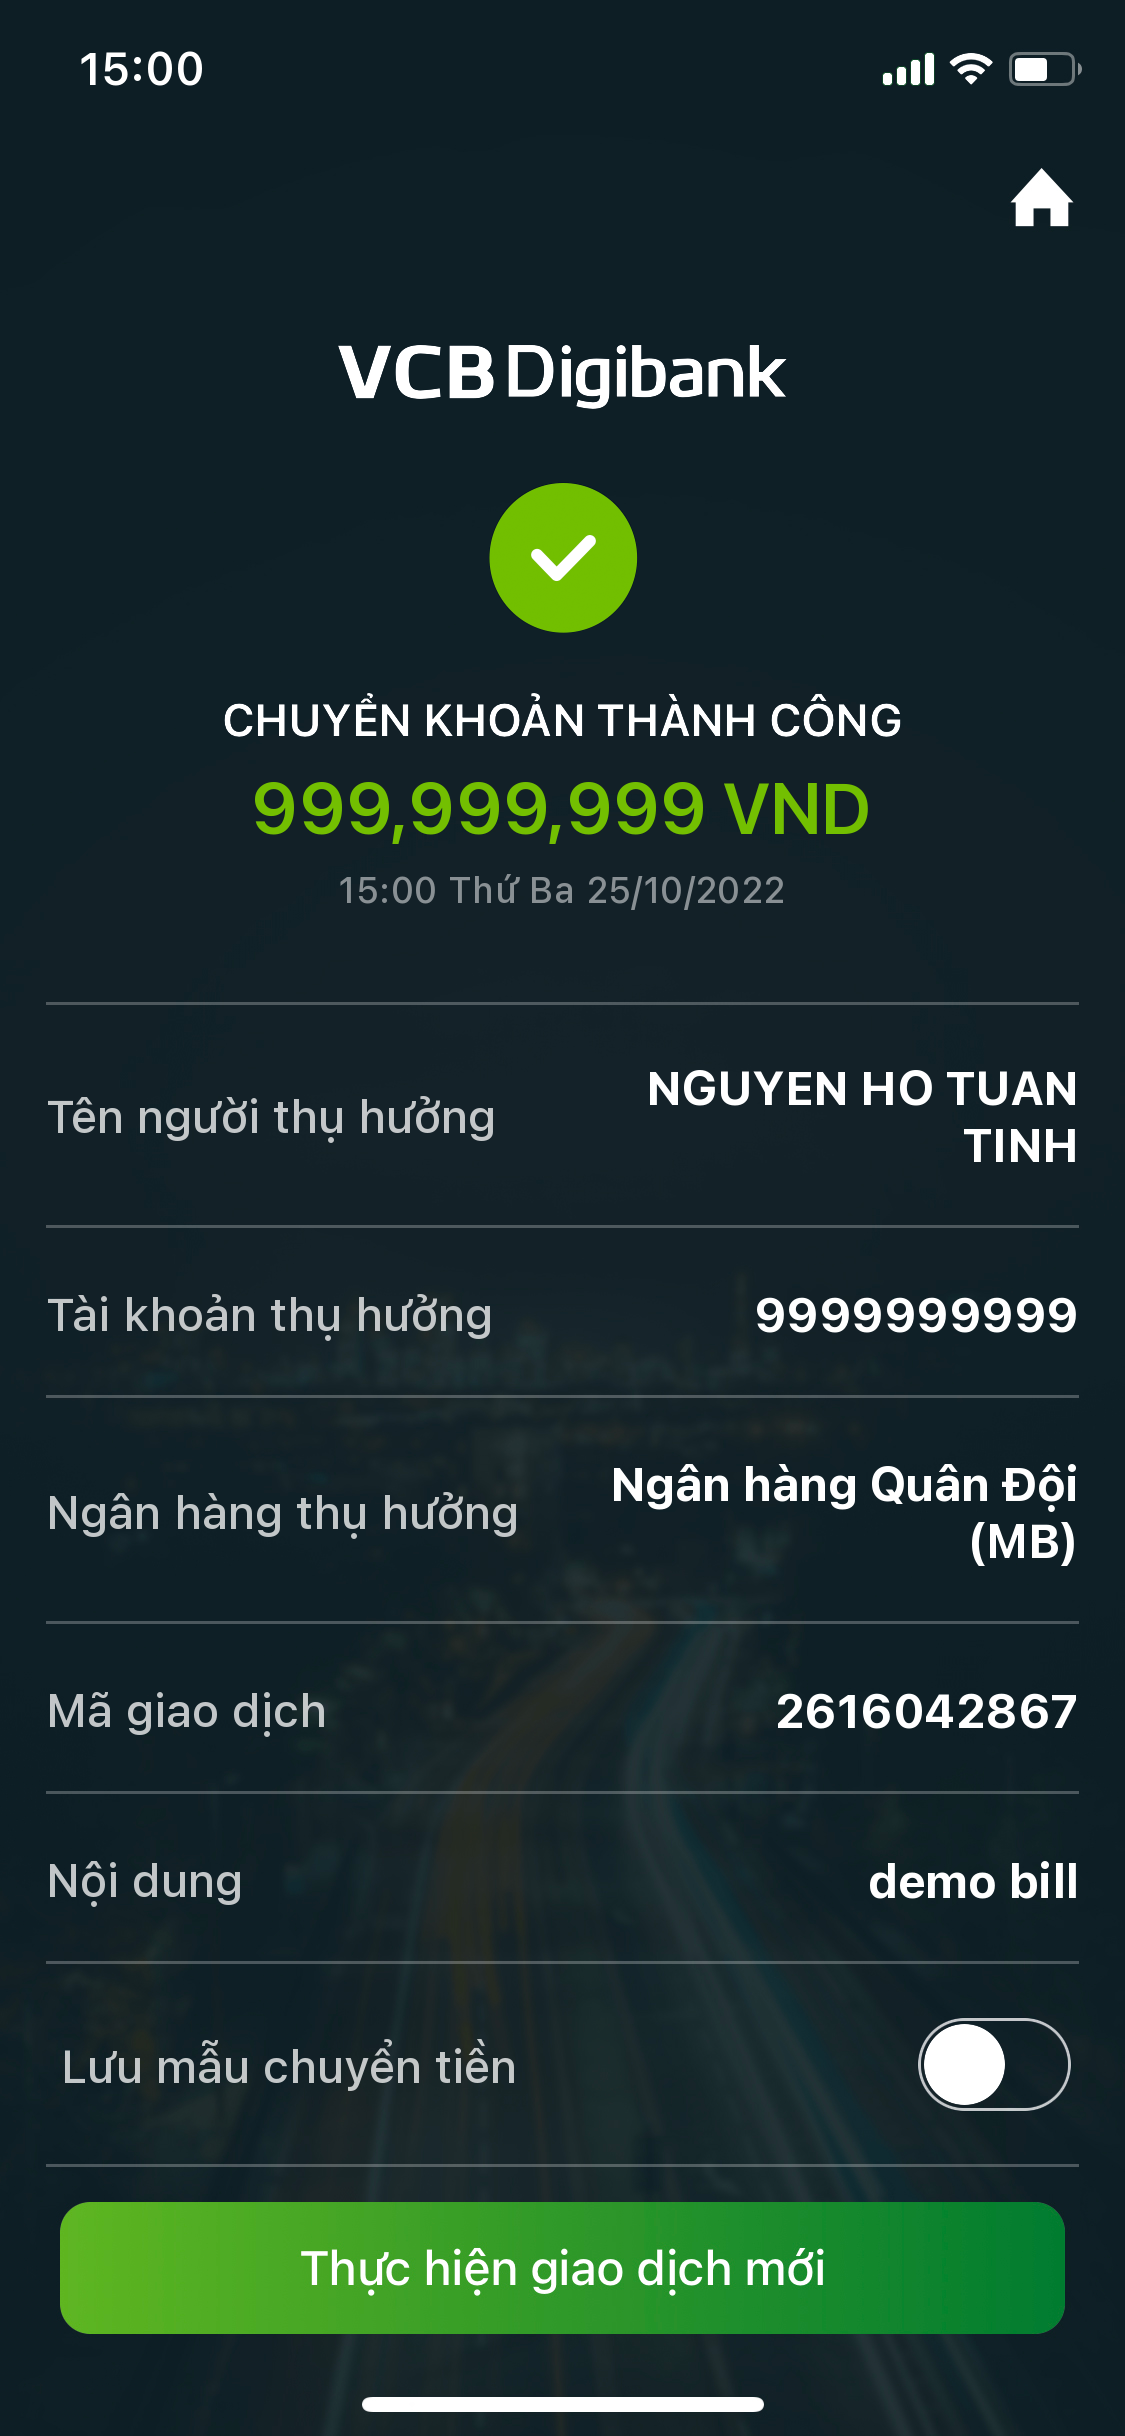 15:00
VCB Digibank
CHUYỂN KHOẢN THÀNH CÔNG
999,999,999 VND
15:00 Thứ Ba 25/10/2022
Tên người thụ hưởng
NGUYEN HO TUAN
TINH
Tài khoản thụ hưởng
9999999999
Ngân hàng thụ hưởng
Ngân hàng Quân Đội
(MB)
Mã giao dịch
2616042867
Nội dung
demo bill
Lưu mẫu chuyển tiền
Thực hiện giao dịch mới